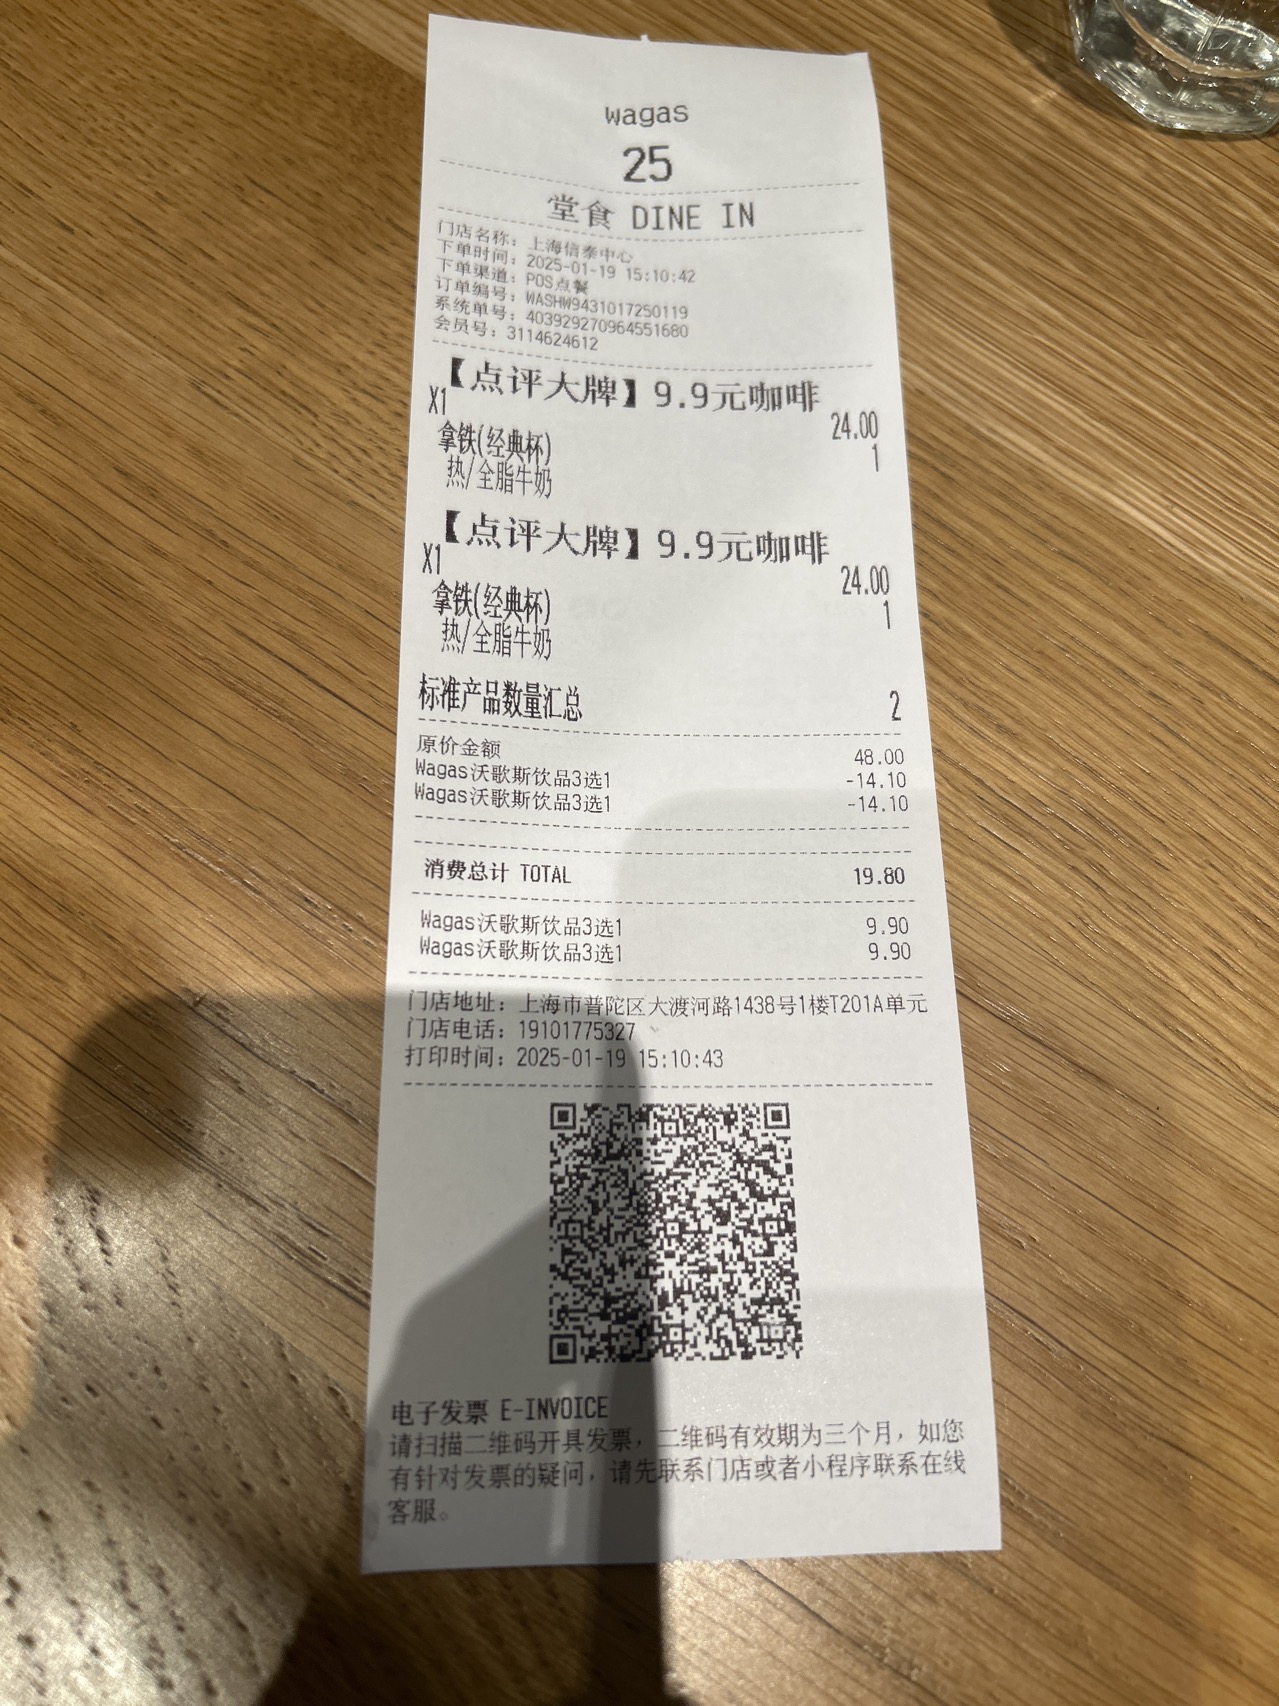 wagas
25
堂食 DINE IN
门店名称：上海信泰中心
下单时间：2025-01-19 15:10:42
下单渠道：POS点餐
订单编号：WASHW9431017250119
系统单号：403929270964551680
会员号：3114624612
【点评大牌】9.9元咖啡
X1 24.00
拿铁(经典杯) 1
热/全脂牛奶
【点评大牌】9.9元咖啡
X1 24.00
拿铁(经典杯) 1
热/全脂牛奶
标准产品数量汇总 2
原价金额 48.00
Wagas沃歌斯饮品3选1 -14.10
Wagas沃歌斯饮品3选1 -14.10
消费总计 TOTAL 19.80
Wagas沃歌斯饮品3选1 9.90
Wagas沃歌斯饮品3选1 9.90
门店地址：上海市普陀区大渡河路1438号1楼T201A单元
门店电话：19101775327
打印时间：2025-01-19 15:10:43
电子发票 E-INVOICE
请扫描二维码开具发票，二维码有效期为三个月，如您
有针对发票的疑问，请先联系门店或者小程序联系在线
客服。